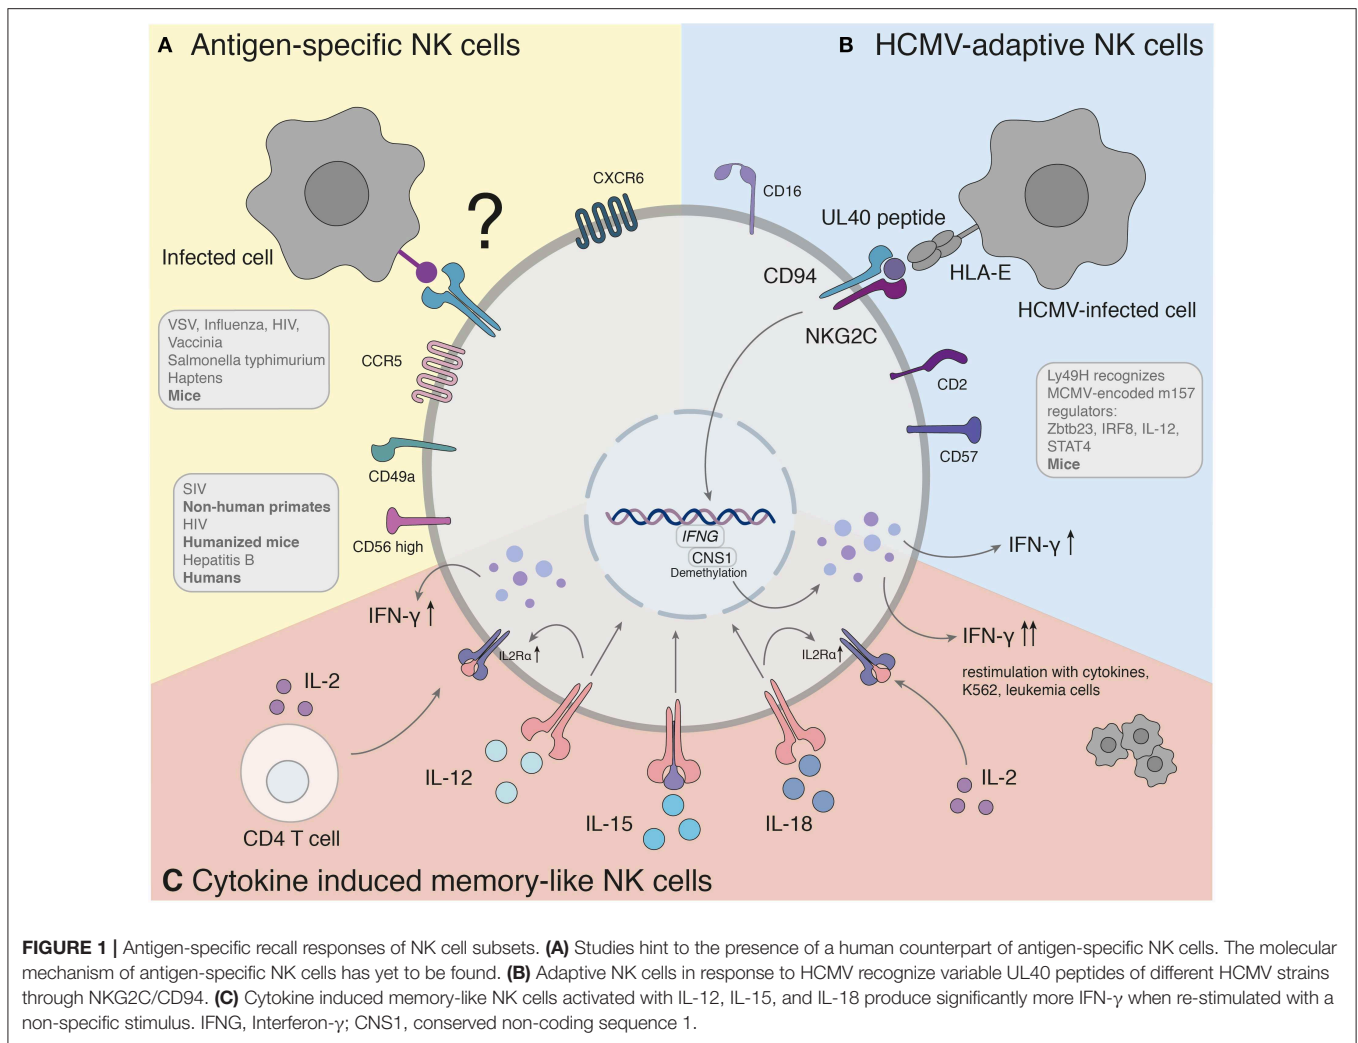 A Antigen-specific NK cells
B HCMV-adaptive NK cells
CXCR6
CD16
UL40 peptide
Infected cell
?
CD94
HLA-E
HCMV-infected cell
NKG2C
VSV, Influenza, HIV,
Vaccinia
Salmonella typhimurium
Haptens
Mice
CCR5
CD2
Ly49H recognizes
MCMV-encoded m157
regulators:
Zbtb23, IRF8, IL-12,
STAT4
Mice
CD49a
CD57
SIV
Non-human primates
HIV
Humanized mice
Hepatitis B
Humans
CD56 high
IFNG
CNS1
Demethylation
IFN-γ
IFN-γ
IFN-γ
IL2Rα
IL2Rα
restimulation with cytokines,
K562, leukemia cells
IL-2
CD4 T cell
IL-12
IL-15
IL-18
IL-2
C Cytokine induced memory-like NK cells
FIGURE 1 | Antigen-specific recall responses of NK cell subsets. (A) Studies hint to the presence of a human counterpart of antigen-specific NK cells. The molecular
mechanism of antigen-specific NK cells has yet to be found. (B) Adaptive NK cells in response to HCMV recognize variable UL40 peptides of different HCMV strains
through NKG2C/CD94. (C) Cytokine induced memory-like NK cells activated with IL-12, IL-15, and IL-18 produce significantly more IFN-γ when re-stimulated with a
non-specific stimulus. IFNG, Interferon-γ; CNS1, conserved non-coding sequence 1.